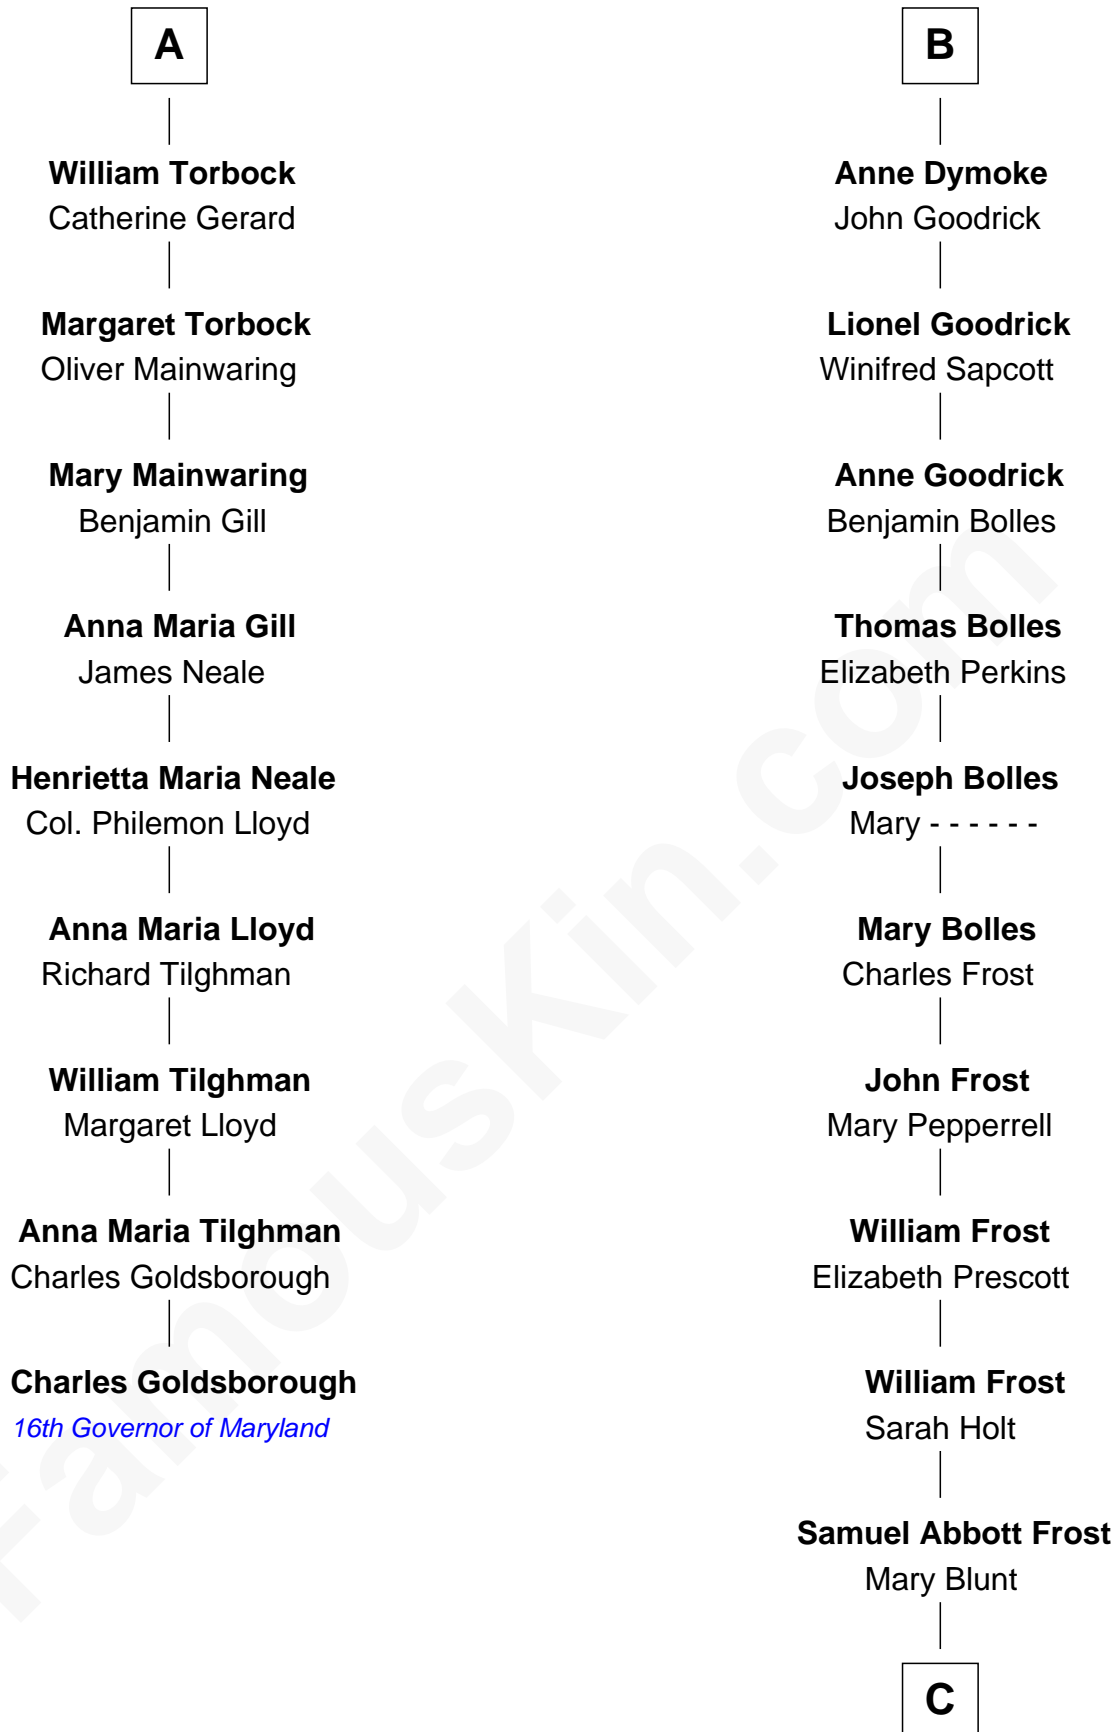 A
William Torbock
Catherine Gerard
Margaret Torbock
Oliver Mainwaring
Mary Mainwaring
Benjamin Gill
Anna Maria Gill
James Neale
Henrietta Maria Neale
Col. Philemon Lloyd
Anna Maria Lloyd
Richard Tilghman
William Tilghman
Margaret Lloyd
Anna Maria Tilghman
Charles Goldsborough
Charles Goldsborough
16th Governor of Maryland
B
Anne Dymoke
John Goodrick
Lionel Goodrick
Winifred Sapcott
Anne Goodrick
Benjamin Bolles
Thomas Bolles
Elizabeth Perkins
Joseph Bolles
Mary - - - - - -
Mary Bolles
Charles Frost
John Frost
Mary Pepperrell
William Frost
Elizabeth Prescott
William Frost
Sarah Holt
Samuel Abbott Frost
Mary Blunt
C
FamousKin.com